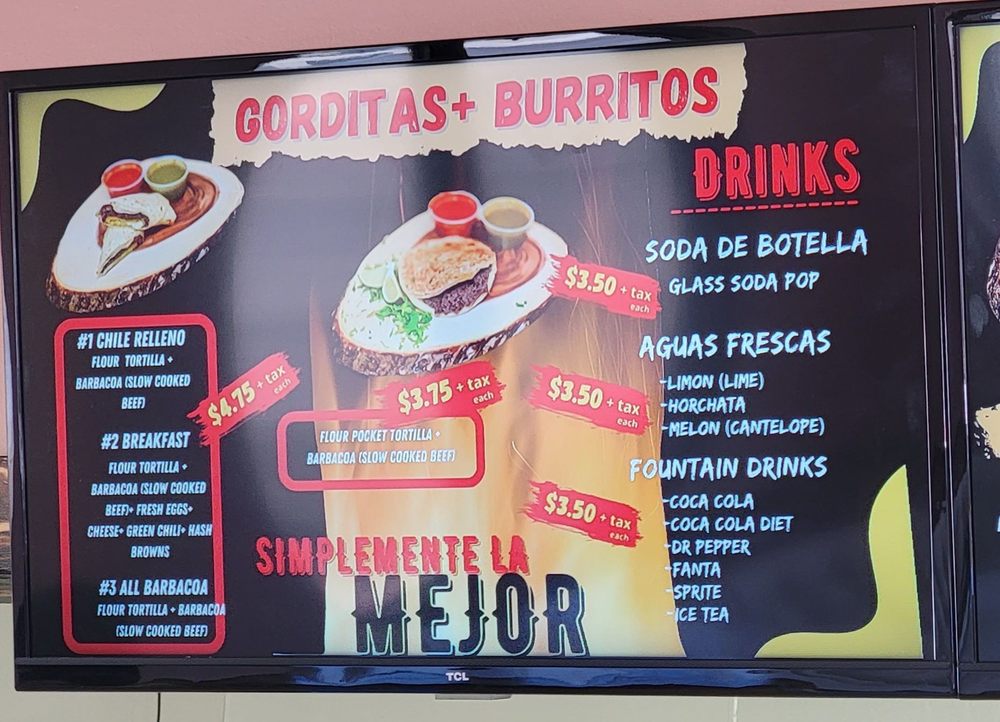 GORDITAS+ BURRITOS
#1 CHILE RELLENO
FLOUR TORTILLA +
BARBACOA (SLOW COOKED
BEEF)
#2 BREAKFAST
FLOUR TORTILLA +
BARBACOA (SLOW COOKED
BEEF)+ FRESH EGGS+
CHEESE+ GREEN CHILI+ HASH
BROWNS
#3 ALL BARBACOA
FLOUR TORTILLA + BARBACOA
(SLOW COOKED BEEF)
$4.75 + tax
each
$3.75 + tax
each
FLOUR POCKET TORTILLA +
BARBACOA (SLOW COOKED BEEF)
SIMPLEMENTE LA
MEJOR
DRINKS
SODA DE BOTELLA
GLASS SODA POP
$3.50 + tax
each
AGUAS FRESCAS
-LIMON (LIME)
-HORCHATA
-MELON (CANTELOPE)
$3.50 + tax
each
FOUNTAIN DRINKS
-COCA COLA
-COCA COLA DIET
-DR PEPPER
-FANTA
-SPRITE
-ICE TEA
$3.50 + tax
each
TCL